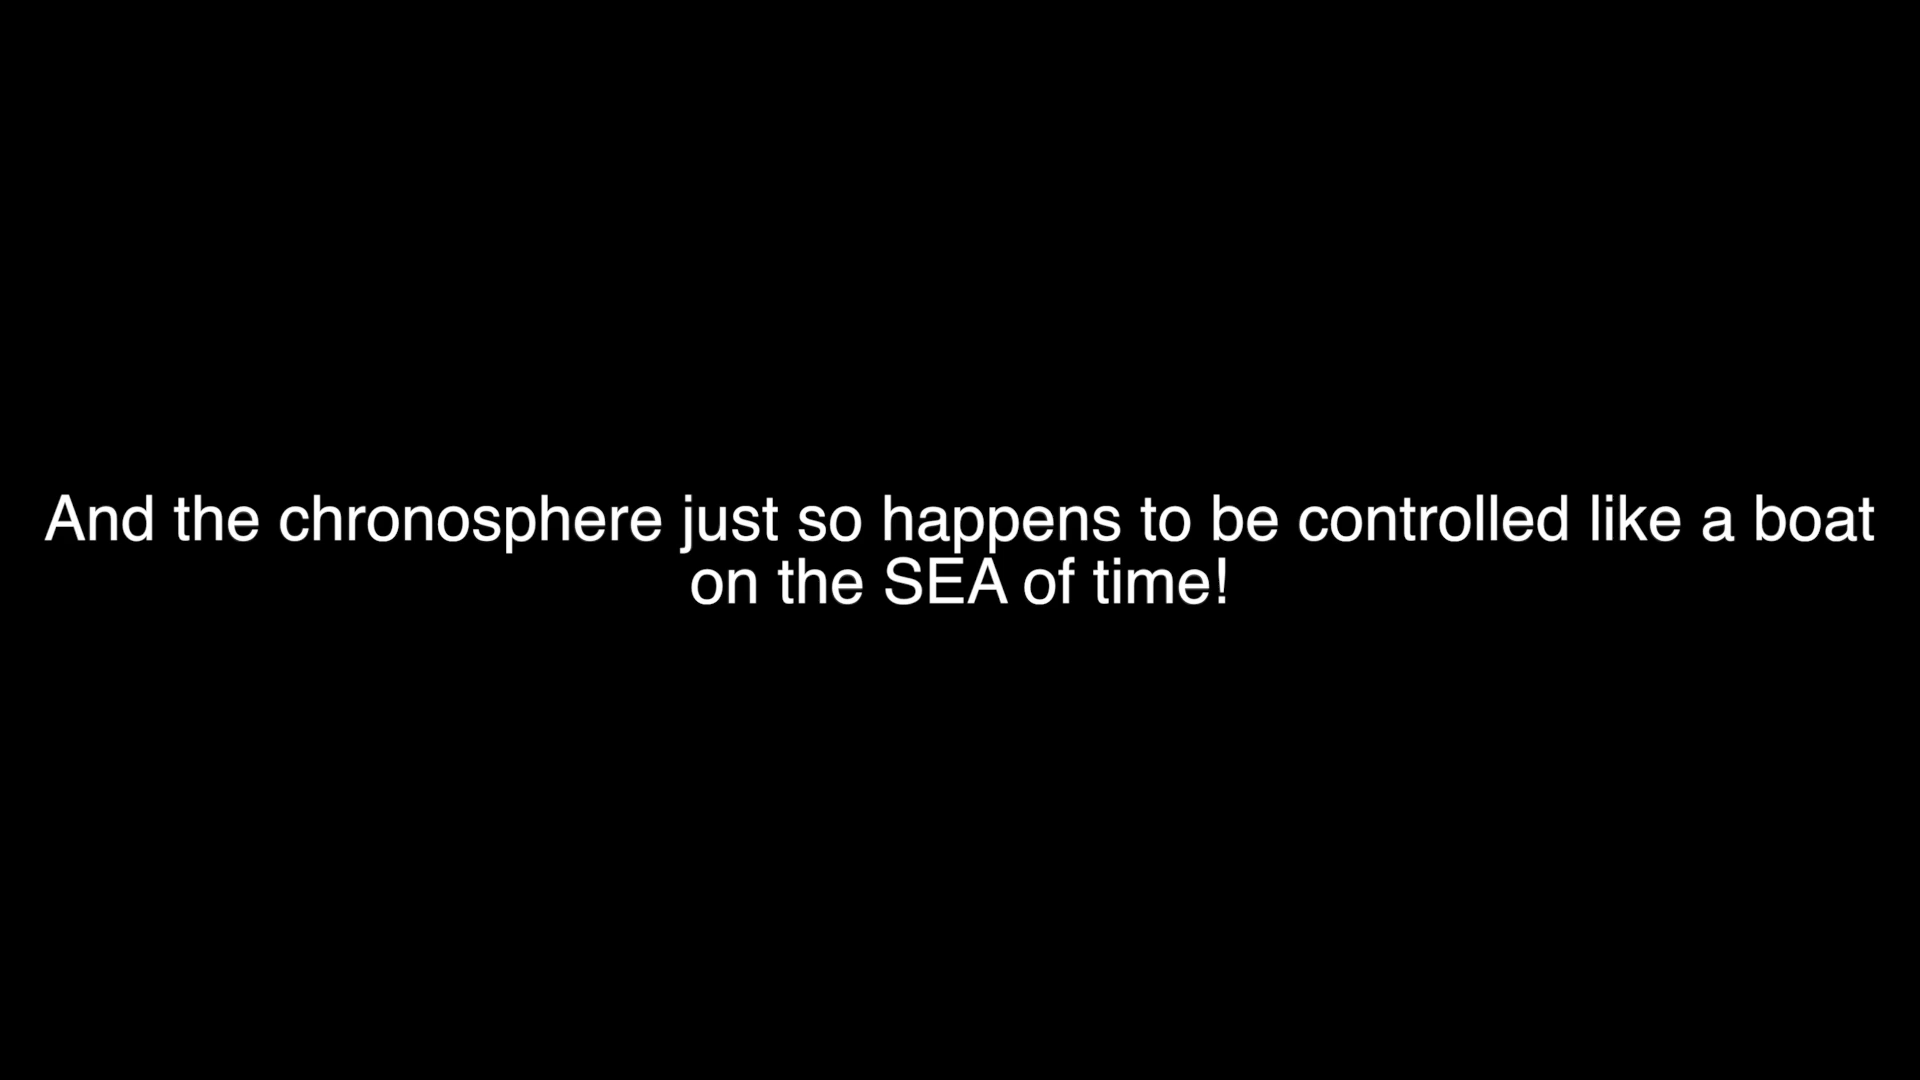 And the chronosphere just so happens to be controlled like a boat
on the SEA of time!